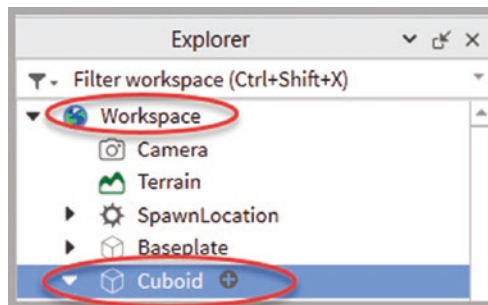 Explorer
Filter workspace (Ctrl+Shift+X)
Workspace
Camera
Terrain
SpawnLocation
Baseplate
Cuboid